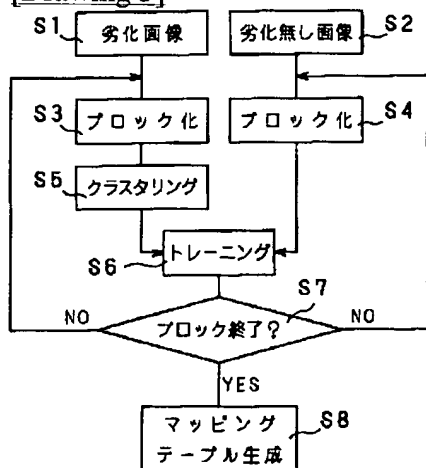 S1
劣化画像
劣化無し画像
S2
S3
ブロック化
ブロック化
S4
S5
クラスタリング
トレーニング
S6
S7
NO
ブロック終了?
NO
YES
マッピング
テーブル生成
S8